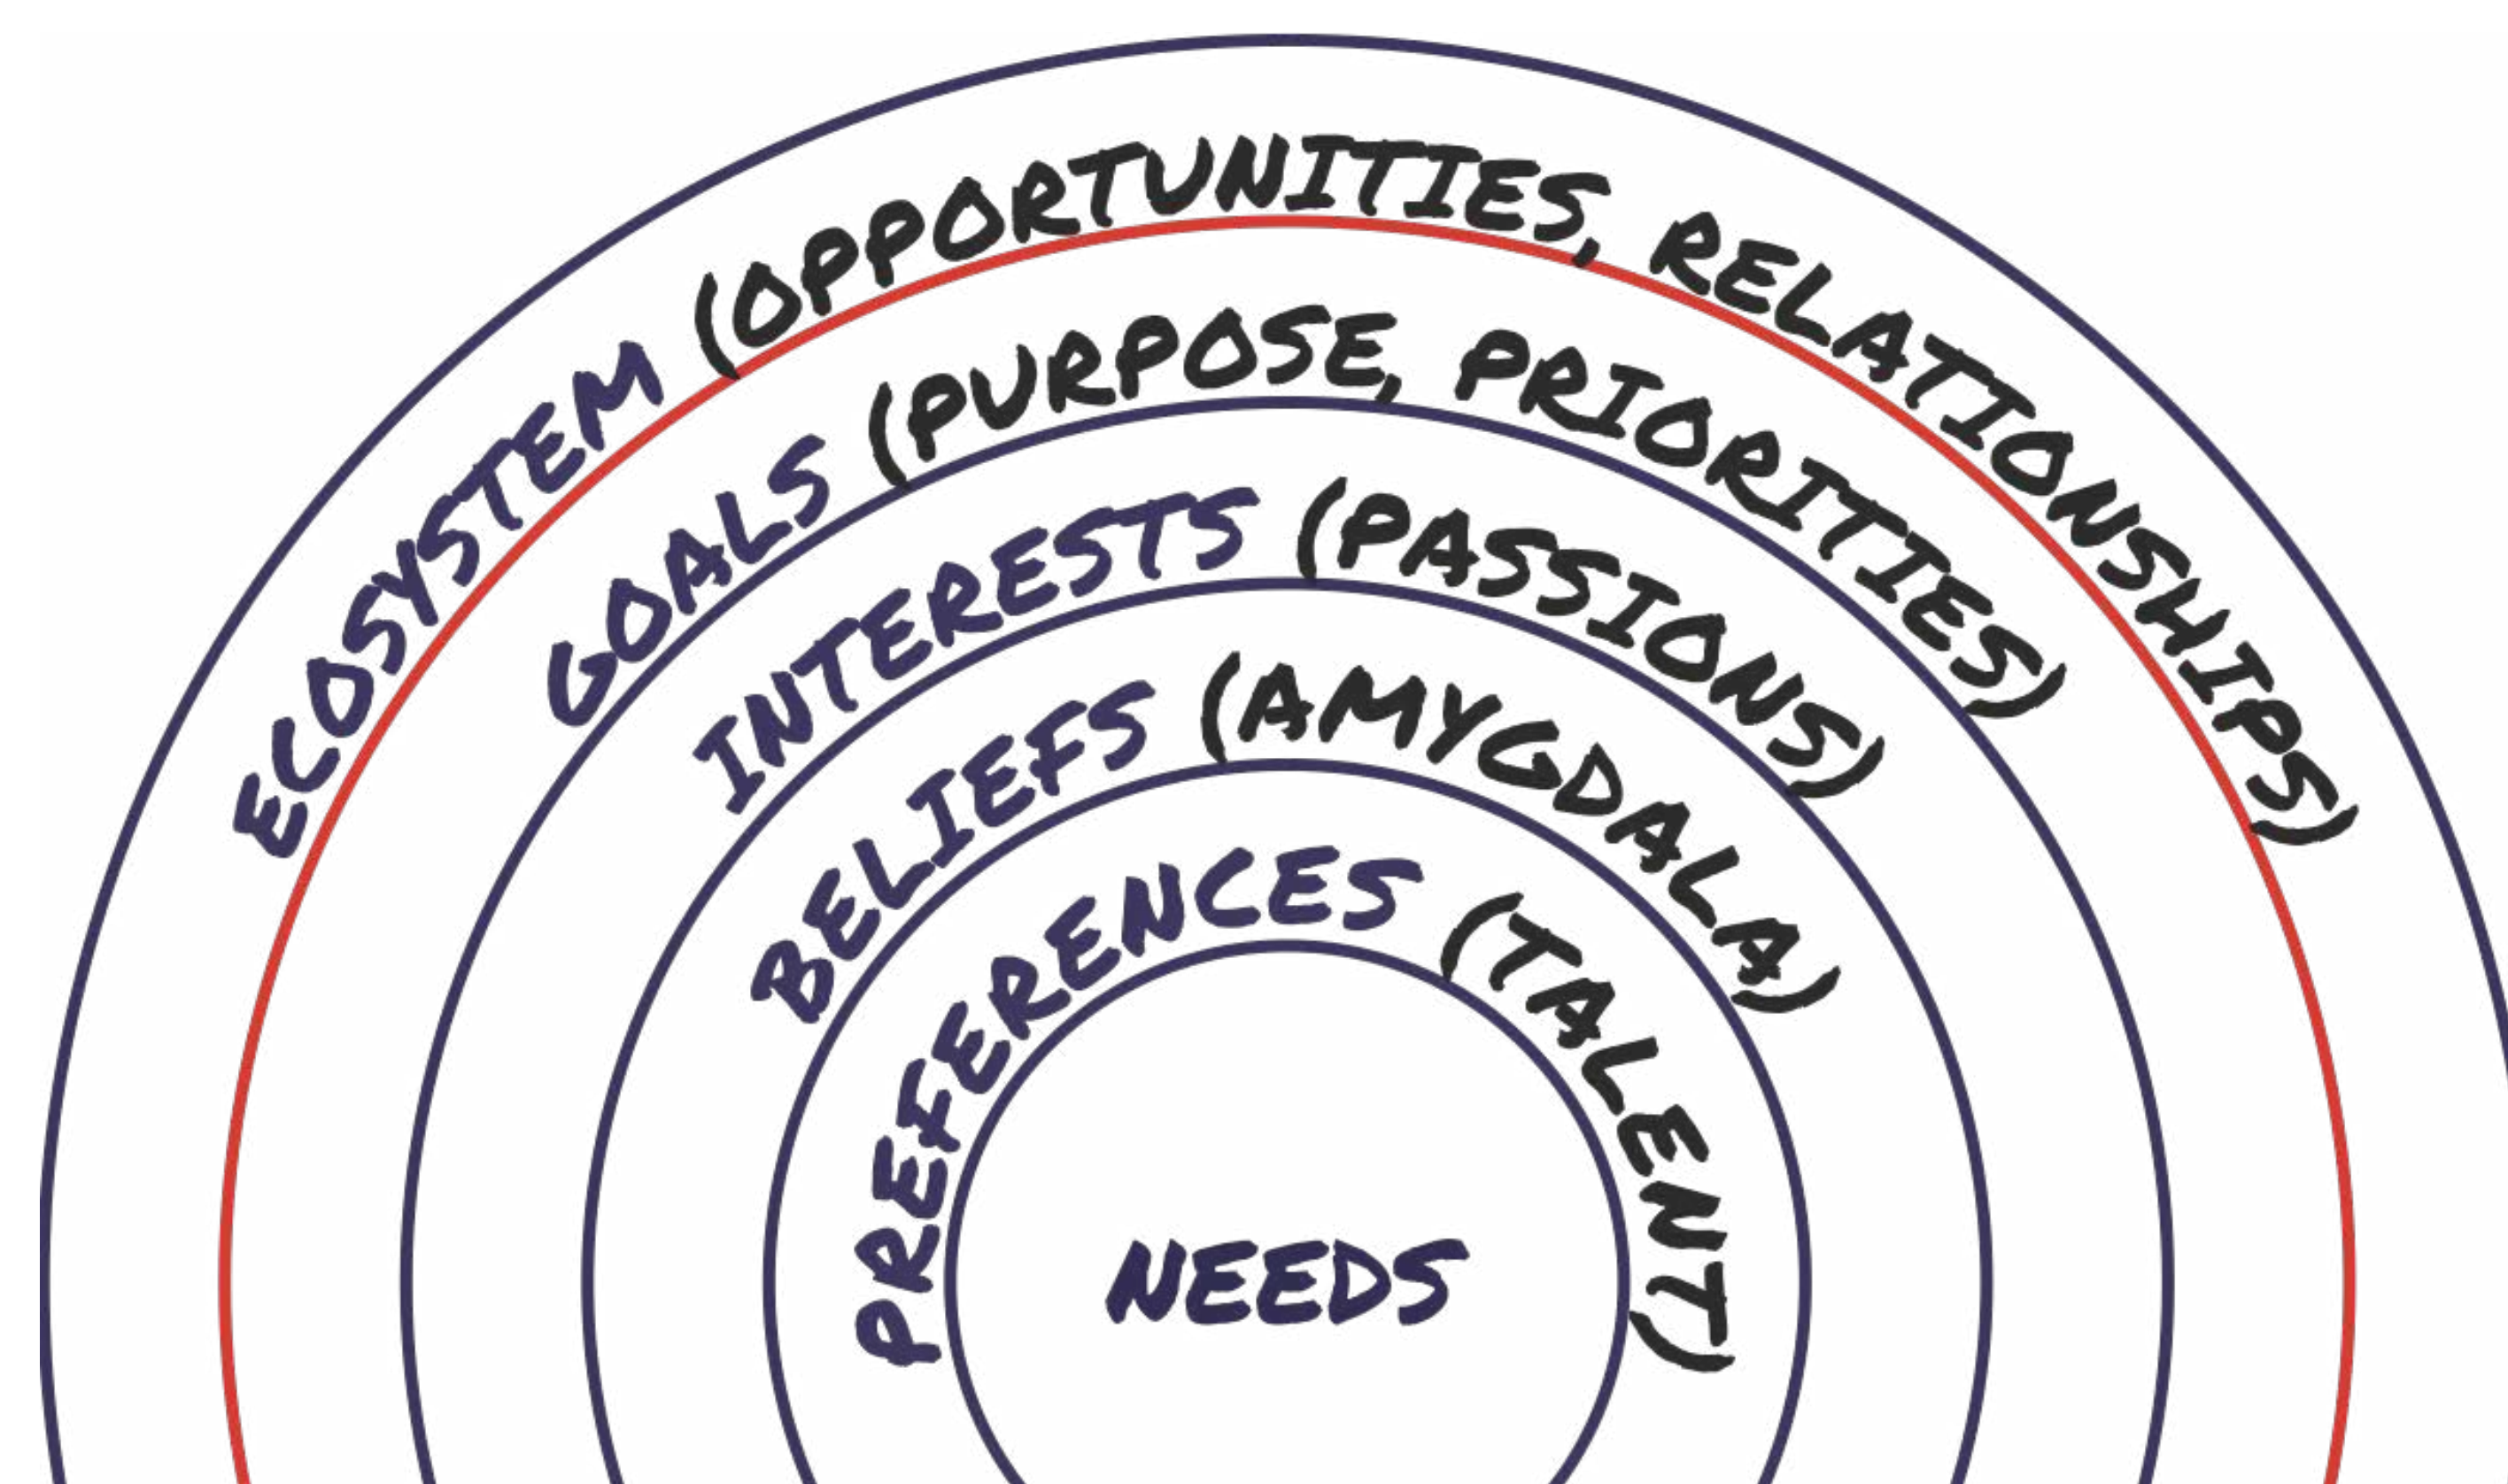 ECOSYSTEM (OPPORTUNITIES, RELATIONSHIPS)
GOALS (PURPOSE, PRIORITIES)
INTERESTS (PASSIONS)
BELIEFS (AMYGDALA)
PREFERENCES (TALENT)
NEEDS